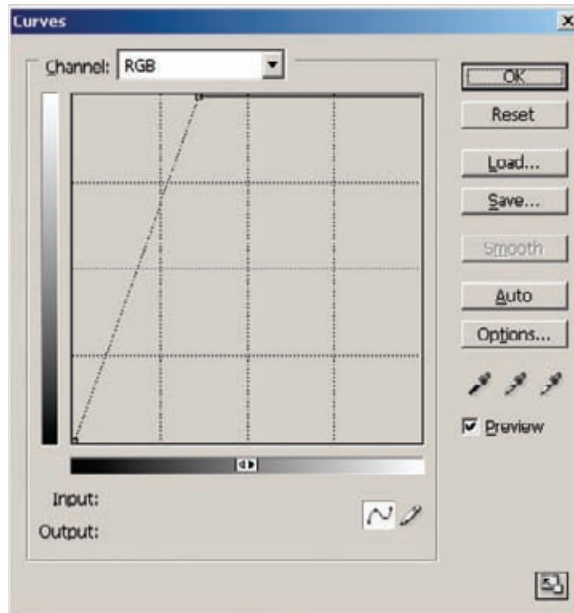 Curves
Channel: RGB
OK
Reset
Load...
Save...
Smooth
Auto
Options...
Preview
Input:
Output: